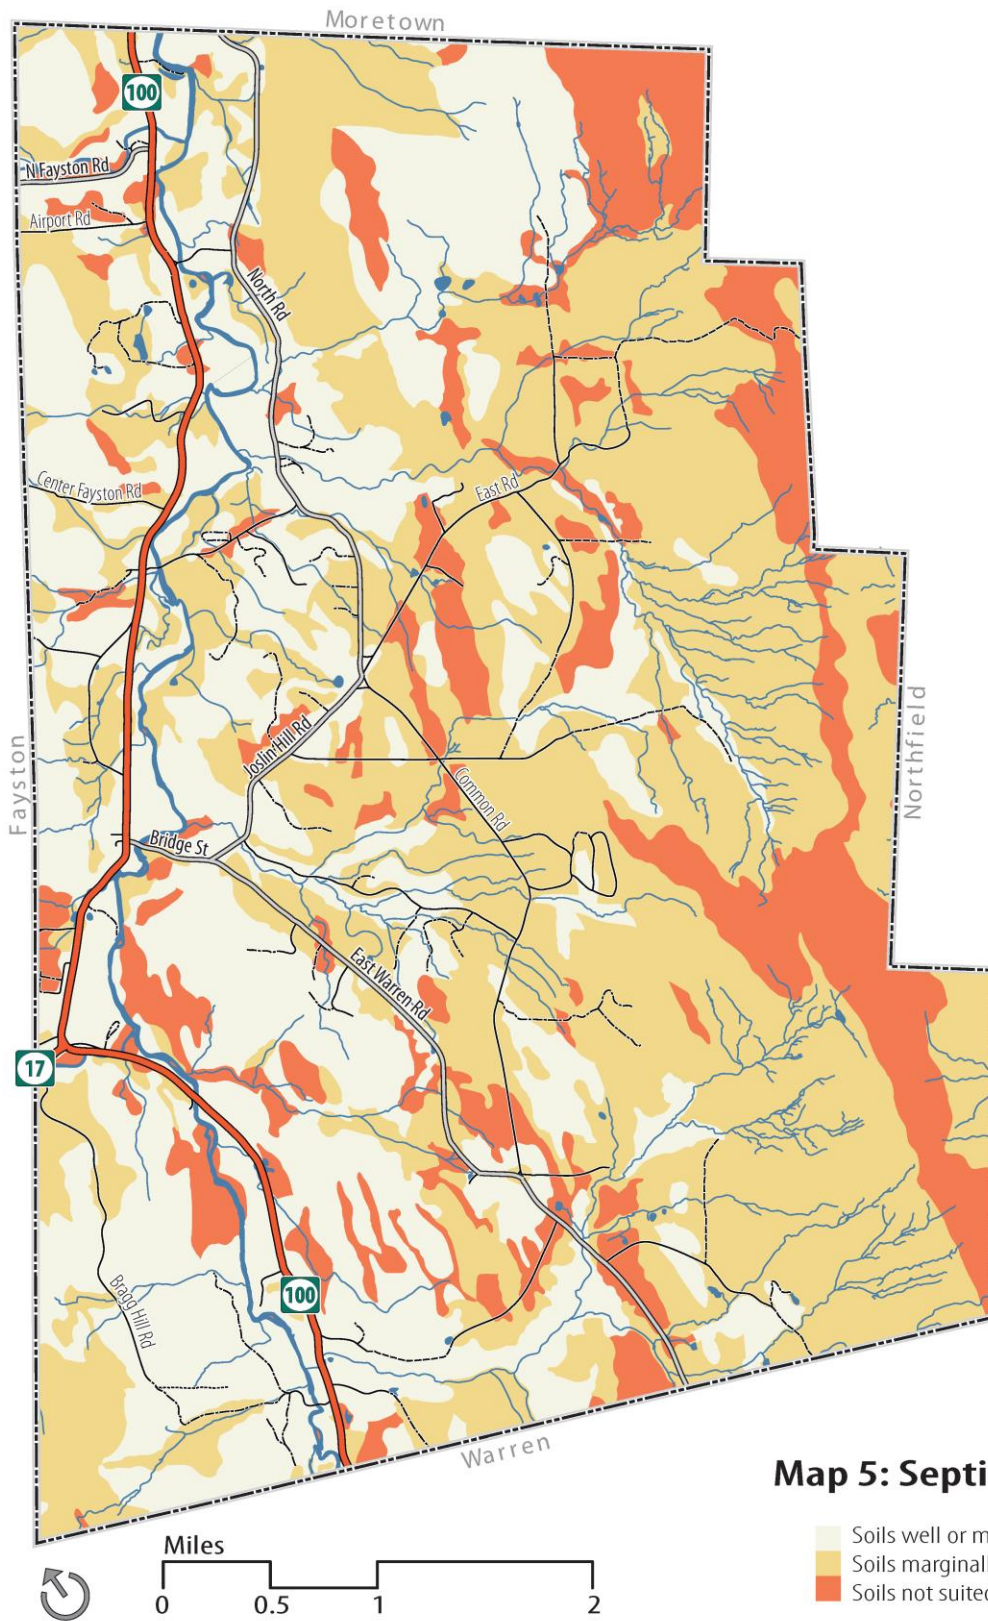 Moretown
100
N Fayston Rd
Airport Rd
North Rd
Center Fayston Rd
East Rd
Fayston
Northfield
Joslin Hill Rd
Common Rd
Bridge St
East Warren Rd
17
Bragg Hill Rd
100
Warren
Map 5: Septi
Soils well or m
Soils marginall
Soils not suited
Miles
0 0.5 1 2